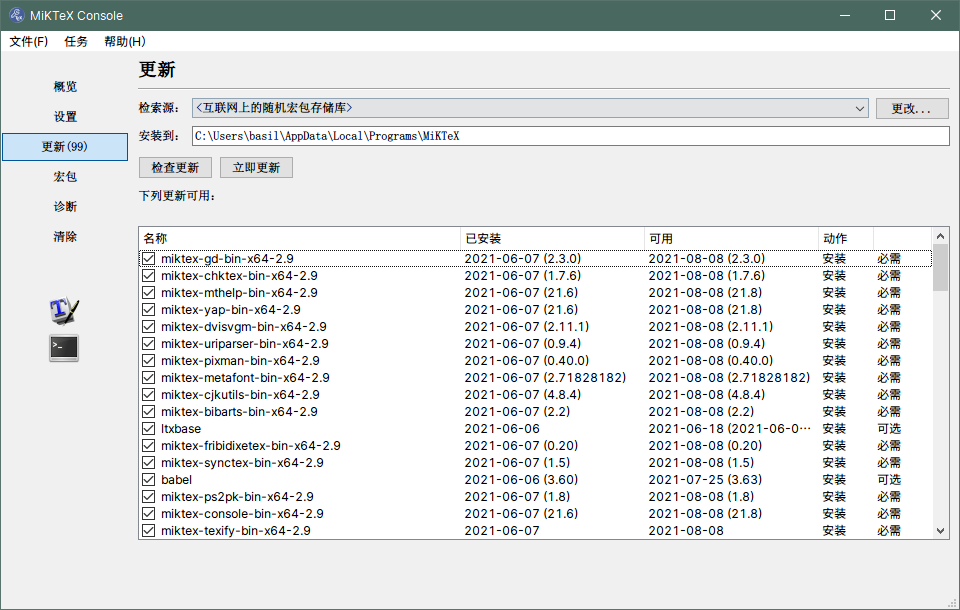 MiKTeX Console
文件(F) 任务 帮助(H)
概览
设置
更新(99)
宏包
诊断
清除
更新
检索源: <互联网上的随机宏包存储库> 更改...
安装到: C:\Users\basil\AppData\Local\Programs\MiKTeX
检查更新 立即更新
下列更新可用:
名称 已安装 可用 动作
miktex-gd-bin-x64-2.9 2021-06-07 (2.3.0) 2021-08-08 (2.3.0) 安装 必需
miktex-chktex-bin-x64-2.9 2021-06-07 (1.7.6) 2021-08-08 (1.7.6) 安装 必需
miktex-mthelp-bin-x64-2.9 2021-06-07 (21.6) 2021-08-08 (21.8) 安装 必需
miktex-yap-bin-x64-2.9 2021-06-07 (21.6) 2021-08-08 (21.8) 安装 必需
miktex-dvisvgm-bin-x64-2.9 2021-06-07 (2.11.1) 2021-08-08 (2.11.1) 安装 必需
miktex-uriparser-bin-x64-2.9 2021-06-07 (0.9.4) 2021-08-08 (0.9.4) 安装 必需
miktex-pixman-bin-x64-2.9 2021-06-07 (0.40.0) 2021-08-08 (0.40.0) 安装 必需
miktex-metafont-bin-x64-2.9 2021-06-07 (2.71828182) 2021-08-08 (2.71828182) 安装 必需
miktex-cjkutils-bin-x64-2.9 2021-06-07 (4.8.4) 2021-08-08 (4.8.4) 安装 必需
miktex-bibarts-bin-x64-2.9 2021-06-07 (2.2) 2021-08-08 (2.2) 安装 必需
ltxbase 2021-06-06 2021-06-18 (2021-06-0⋯ 安装 可选
miktex-fribidixetex-bin-x64-2.9 2021-06-07 (0.20) 2021-08-08 (0.20) 安装 必需
miktex-synctex-bin-x64-2.9 2021-06-07 (1.5) 2021-08-08 (1.5) 安装 必需
babel 2021-06-06 (3.60) 2021-07-25 (3.63) 安装 可选
miktex-ps2pk-bin-x64-2.9 2021-06-07 (1.8) 2021-08-08 (1.8) 安装 必需
miktex-console-bin-x64-2.9 2021-06-07 (21.6) 2021-08-08 (21.8) 安装 必需
miktex-texify-bin-x64-2.9 2021-06-07 2021-08-08 安装 必需